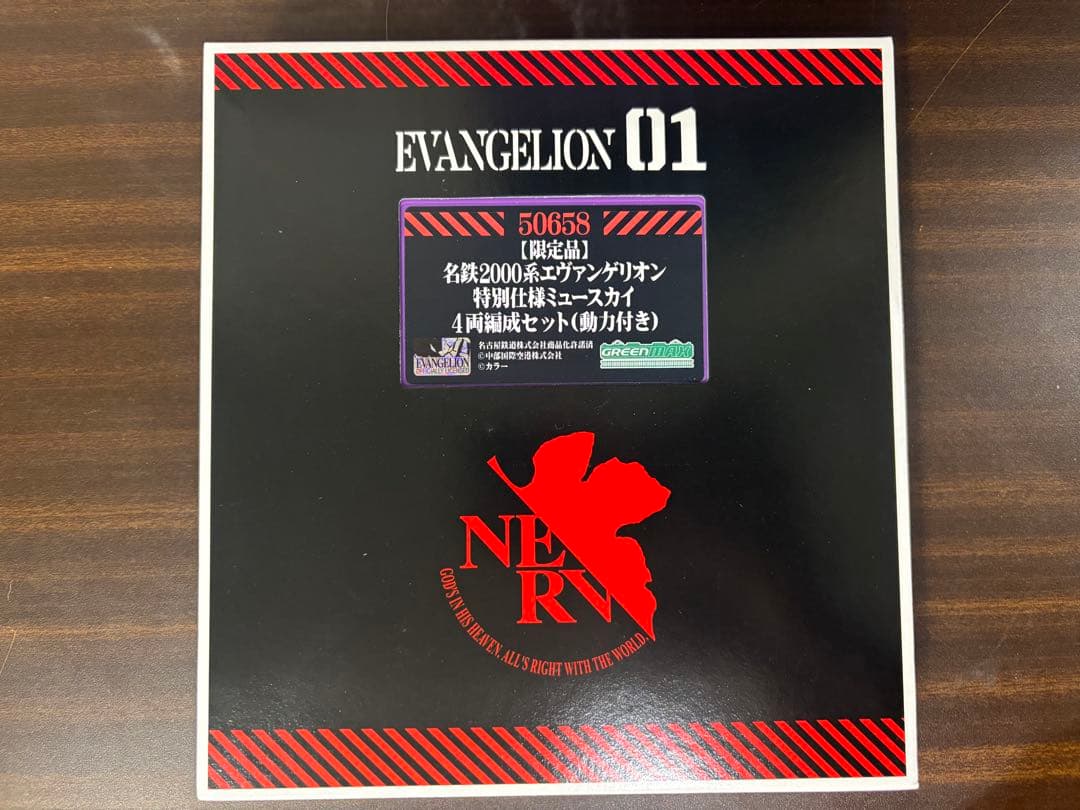 EVANGELION 01
50658
【限定品】
名鉄2000系エヴァンゲリオン
特別仕様ミュースカイ
4両編成セット(動力付き)
EVANGELION
OFFICIALLY LICENSED
名古屋鉄道株式会社商品化許諾済
©中部国際空港株式会社
©カラー
GREENMAX
NERV
GOD'S IN HIS HEAVEN. ALL'S RIGHT WITH THE WORLD.